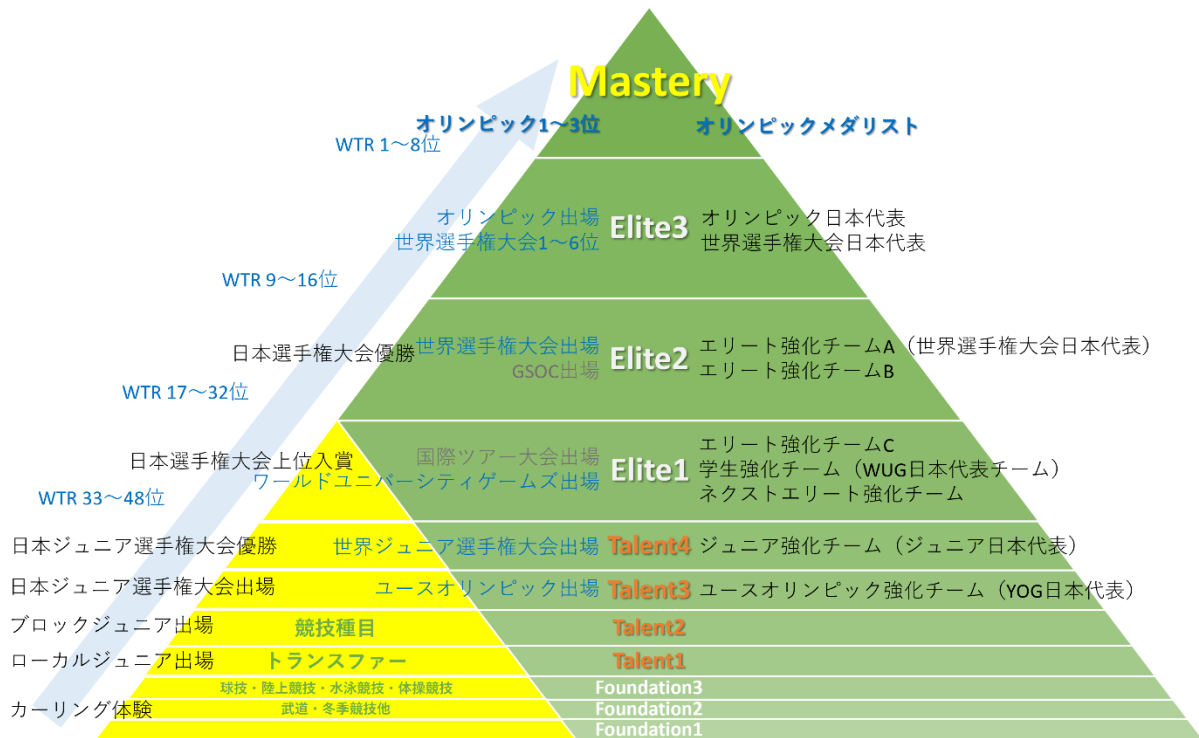 Mastery
オリンピック1～3位 オリンピックメダリスト
WTR 1～8位
オリンピック出場 Elite3 オリンピック日本代表
世界選手権大会1～6位 世界選手権大会日本代表
WTR 9～16位
日本選手権大会優勝 世界選手権大会出場 Elite2 エリート強化チームA（世界選手権大会日本代表）
GSOC出場 エリート強化チームB
WTR 17～32位
エリート強化チームC
日本選手権大会上位入賞 国際ツアー大会出場 Elite1 学生強化チーム（WUG日本代表チーム）
ワールドユニバーシティゲームズ出場 ネクストエリート強化チーム
WTR 33～48位
日本ジュニア選手権大会優勝 世界ジュニア選手権大会出場 Talent4 ジュニア強化チーム（ジュニア日本代表）
日本ジュニア選手権大会出場 ユースオリンピック出場 Talent3 ユースオリンピック強化チーム（YOG日本代表）
ブロックジュニア出場 競技種目 Talent2
ローカルジュニア出場 トランスファー Talent1
球技・陸上競技・水泳競技・体操競技 Foundation3
カーリング体験 武道・冬季競技他 Foundation2
Foundation1